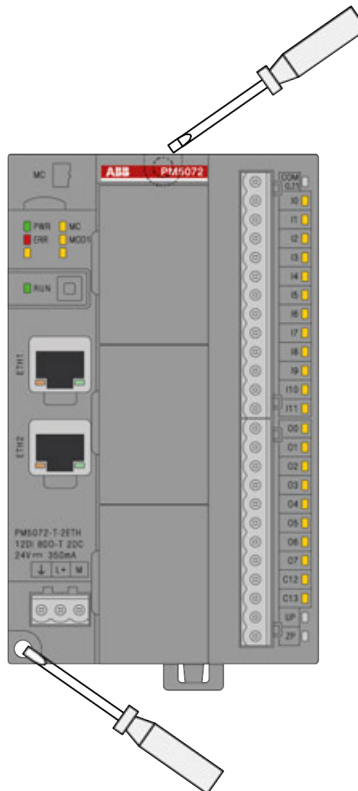 ABB PM5072
MC
PWR MC
ERR MOD1
RUN
ETH1
ETH2
PM5072-T-2ETH
12DI 8DO-T 2DC
24V⎓ 350mA
L+ M
COM
0,11
I0
I1
I2
I3
I4
I5
I6
I7
I8
I9
I10
I11
O0
O1
O2
O3
O4
O5
O6
O7
C12
C13
UP
ZP